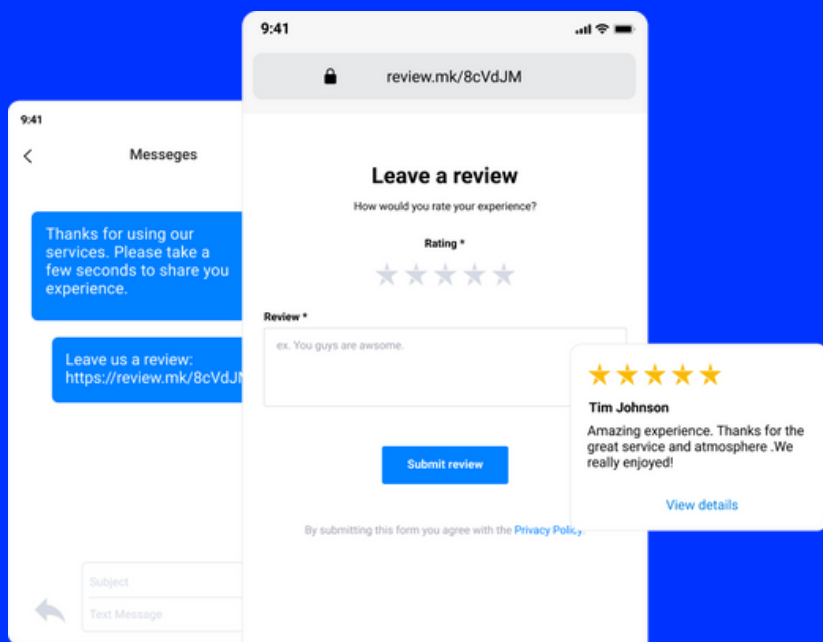 9:41
Messeges
Thanks for using our
services. Please take a
few seconds to share you
experience.
Leave us a review:
https://review.mk/8cVdJM
Subject
Text Message
9:41
review.mk/8cVdJM
Leave a review
How would you rate your experience?
Rating *
Review *
ex. You guys are awsome.
Submit review
By submitting this form you agree with the Privacy Policy.
Tim Johnson
Amazing experience. Thanks for the
great service and atmosphere .We
really enjoyed!
View details